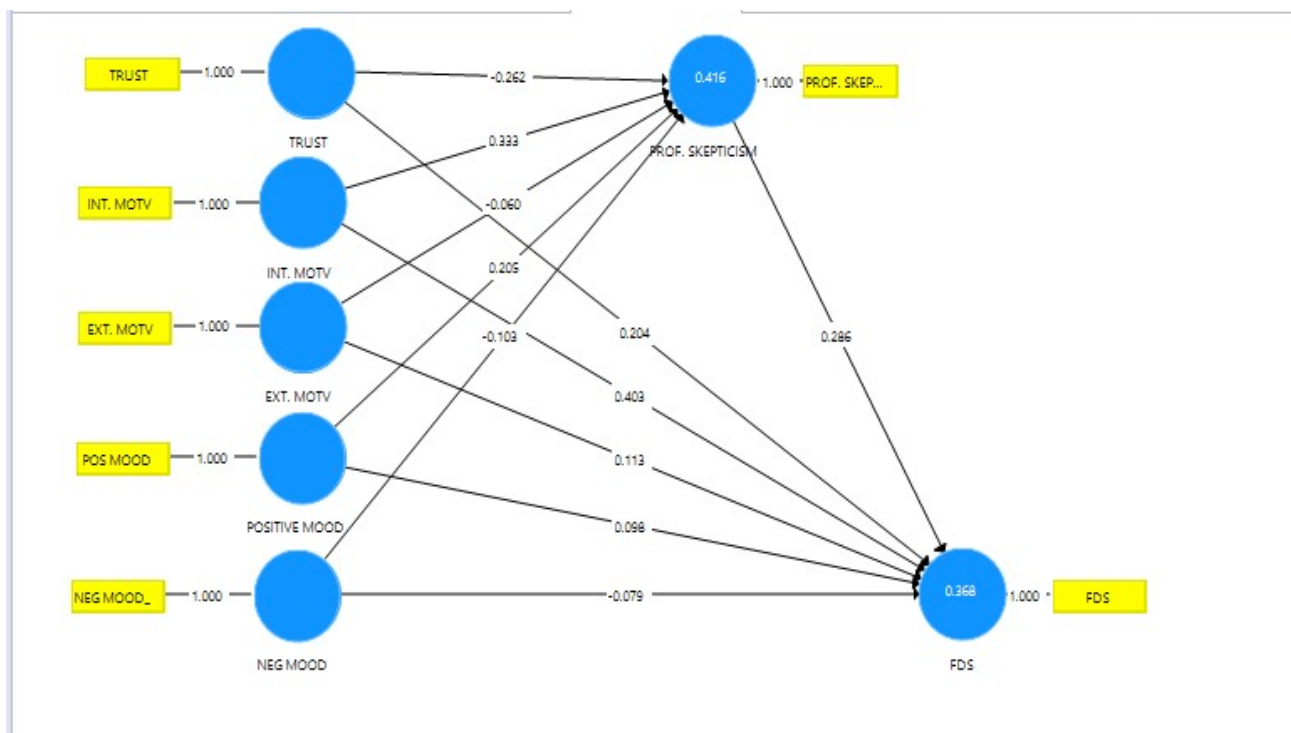 TRUST
1.000
TRUST
-0.262
0.416
1.000
PROF. SKEP...
PROF. SKEPTICISM
INT. MOTV
1.000
INT. MOTV
0.333
-0.060
0.205
-0.103
EXT. MOTV
1.000
EXT. MOTV
0.204
0.286
0.403
0.113
POS MOOD
1.000
POSITIVE MOOD
0.098
NEG MOOD_
1.000
NEG MOOD
-0.079
0.368
1.000
FDS
FDS